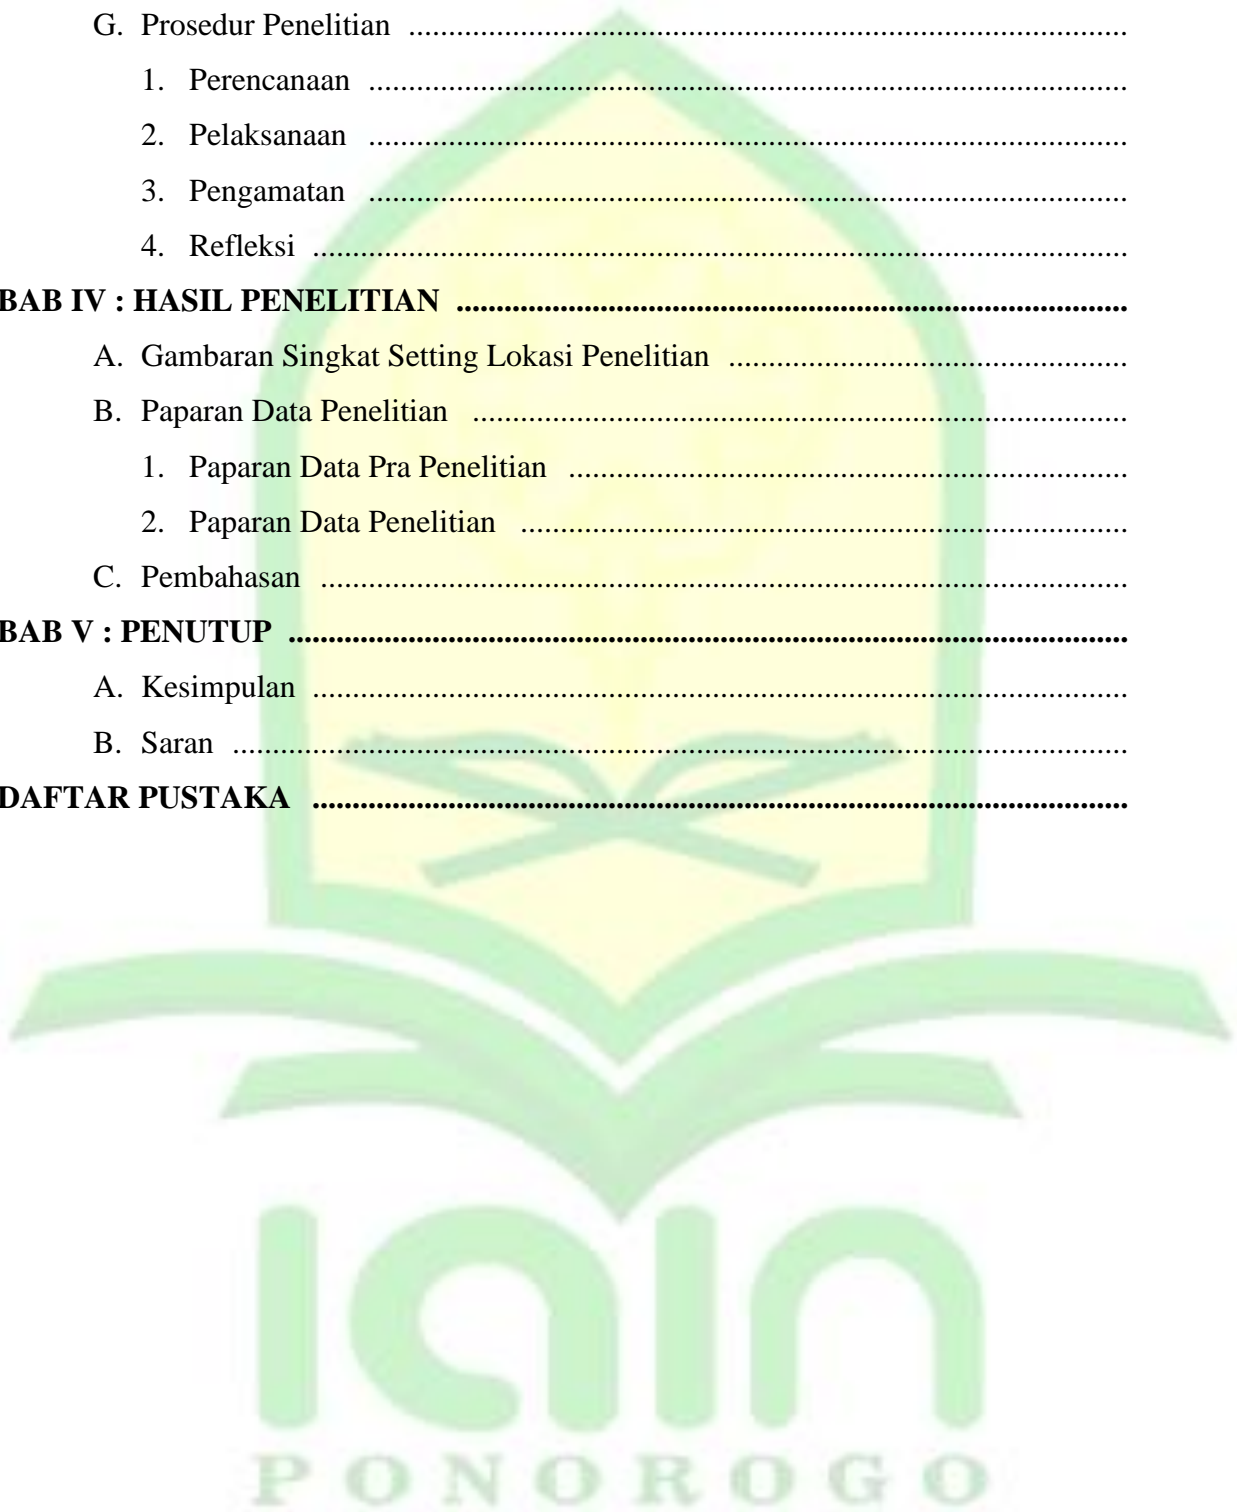 G. Prosedur Penelitian ..........................................................................................
1. Perencanaan ...............................................................................................
2. Pelaksanaan ...............................................................................................
3. Pengamatan ...............................................................................................
4. Refleksi ......................................................................................................
BAB IV : HASIL PENELITIAN ....................................................................................
A. Gambaran Singkat Setting Lokasi Penelitian ..................................................
B. Paparan Data Penelitian ..................................................................................
1. Paparan Data Pra Penelitian ......................................................................
2. Paparan Data Penelitian ............................................................................
C. Pembahasan .....................................................................................................
BAB V : PENUTUP .........................................................................................................
A. Kesimpulan ......................................................................................................
B. Saran ................................................................................................................
DAFTAR PUSTAKA ......................................................................................................
IAIN
PONOROGO